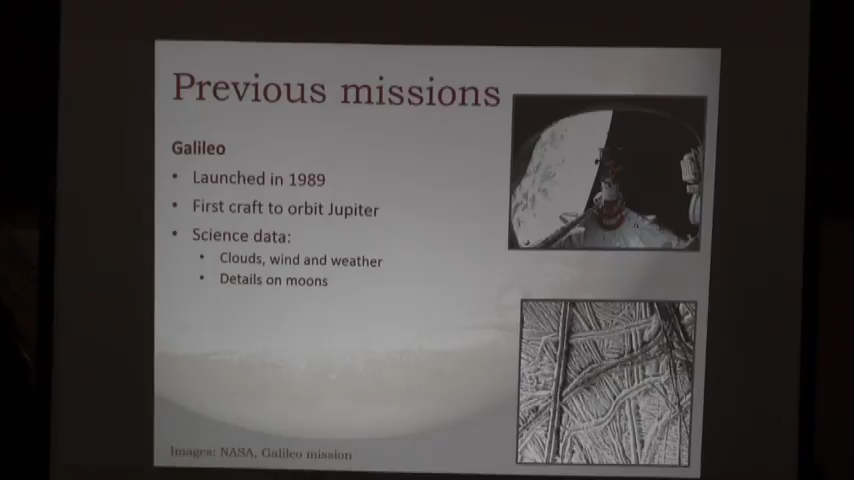 Previous missions
Galileo
• Launched in 1989
• First craft to orbit Jupiter
• Science data:
• Clouds, wind and weather
• Details on moons
Images: NASA, Galileo mission